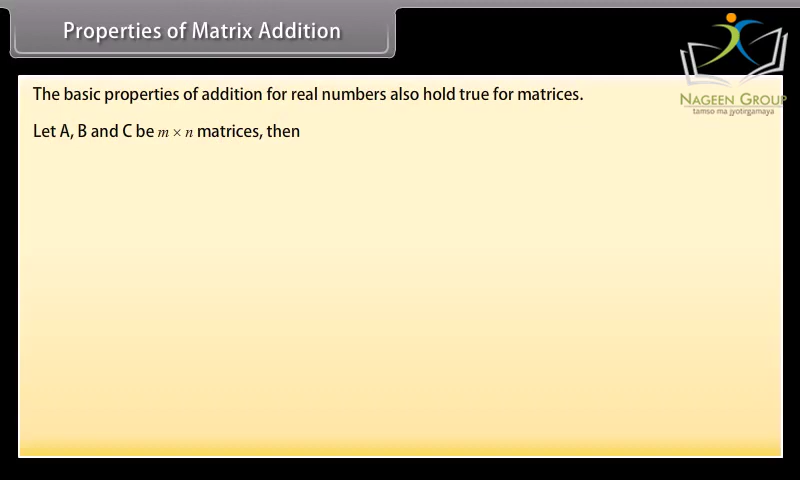 Properties of Matrix Addition
NAGEEN GROUP
tamso ma jyotirgamaya
The basic properties of addition for real numbers also hold true for matrices.
Let A, B and C be m × n matrices, then